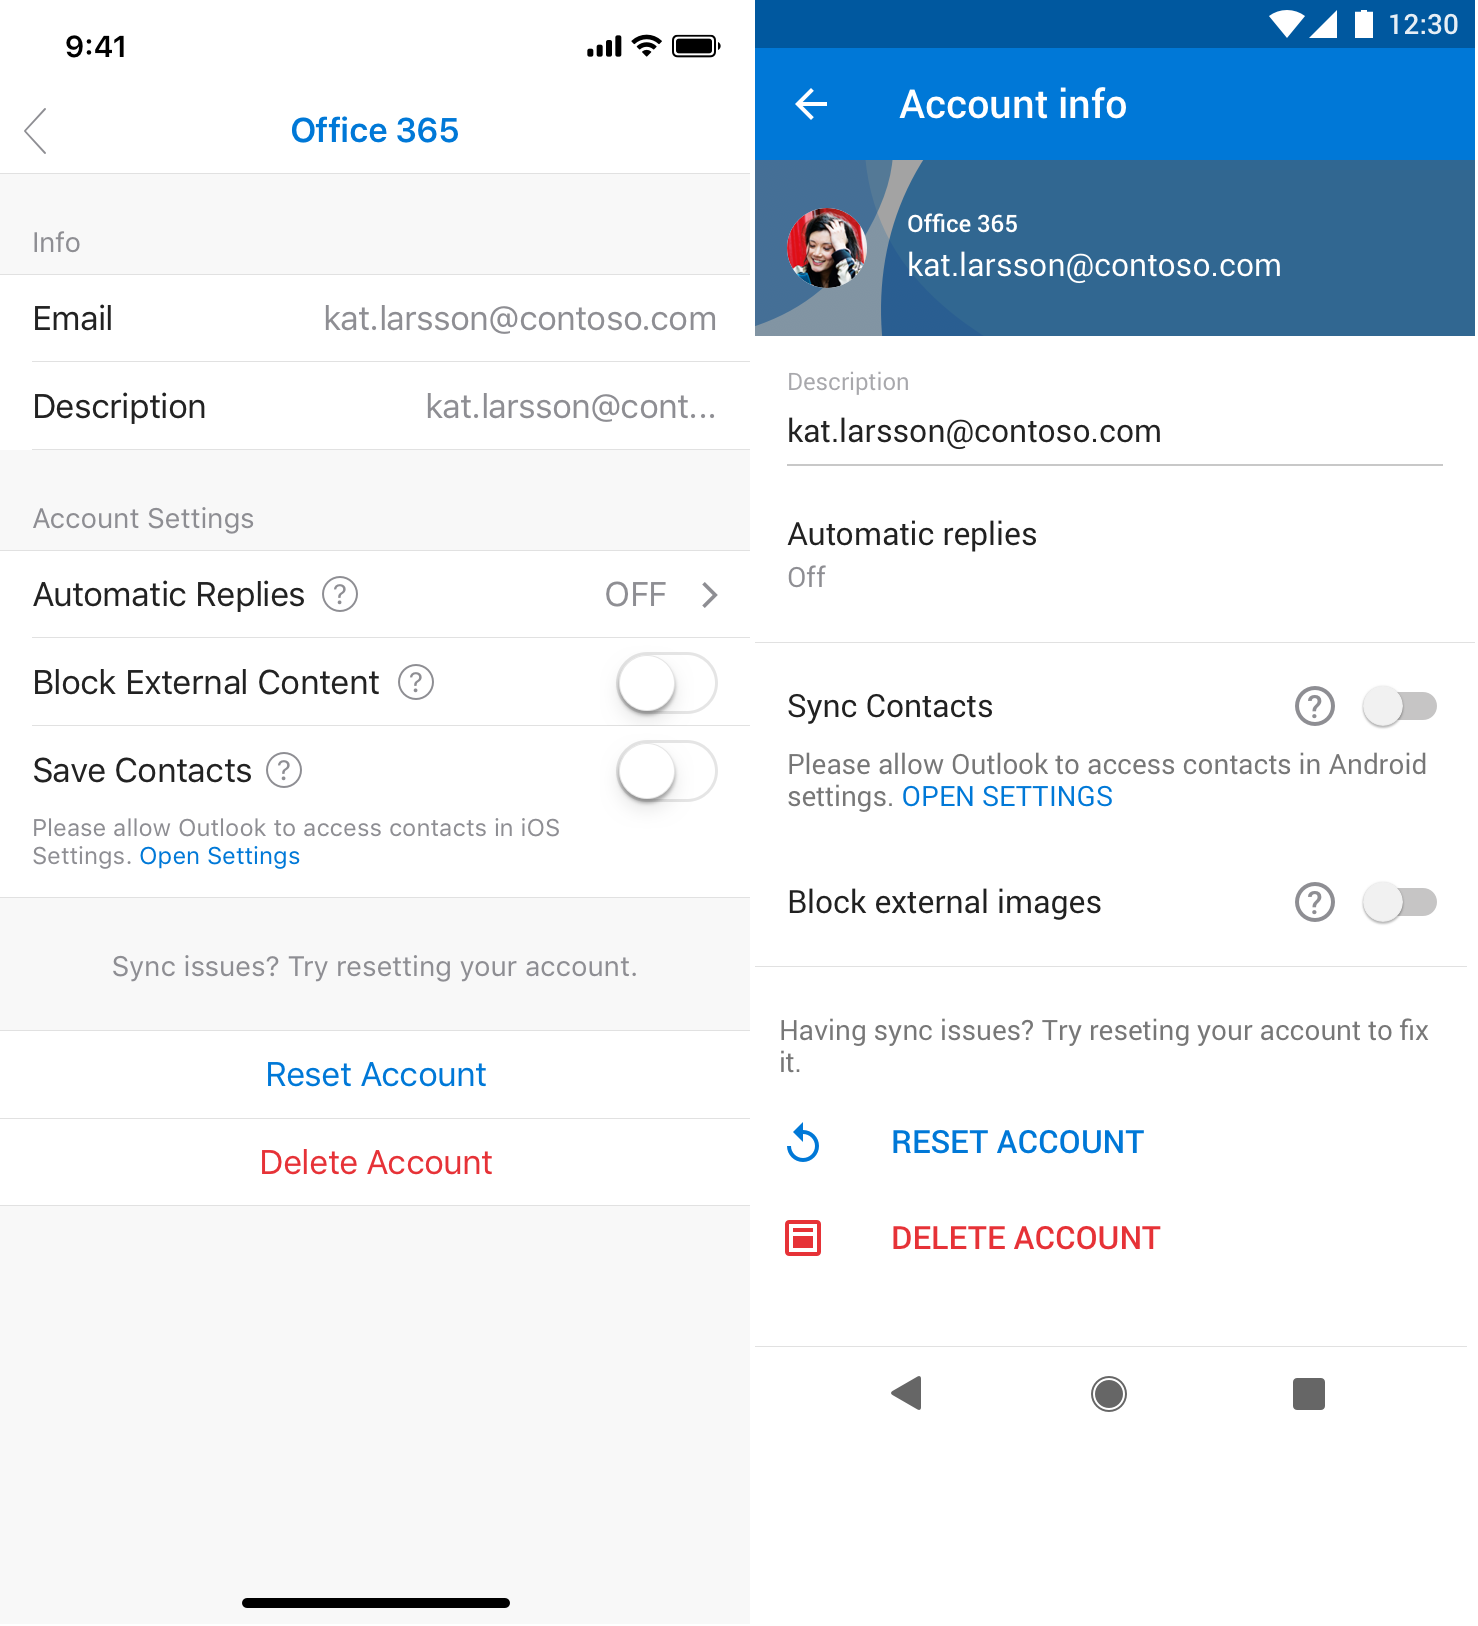 9:41
Office 365
Info
Email kat.larsson@contoso.com
Description kat.larsson@cont...
Account Settings
Automatic Replies ? OFF
Block External Content ?
Save Contacts ?
Please allow Outlook to access contacts in iOS
Settings. Open Settings
Sync issues? Try resetting your account.
Reset Account
Delete Account
12:30
Account info
Office 365
kat.larsson@contoso.com
Description
kat.larsson@contoso.com
Automatic replies
Off
Sync Contacts ?
Please allow Outlook to access contacts in Android
settings. OPEN SETTINGS
Block external images ?
Having sync issues? Try reseting your account to fix
it.
RESET ACCOUNT
DELETE ACCOUNT